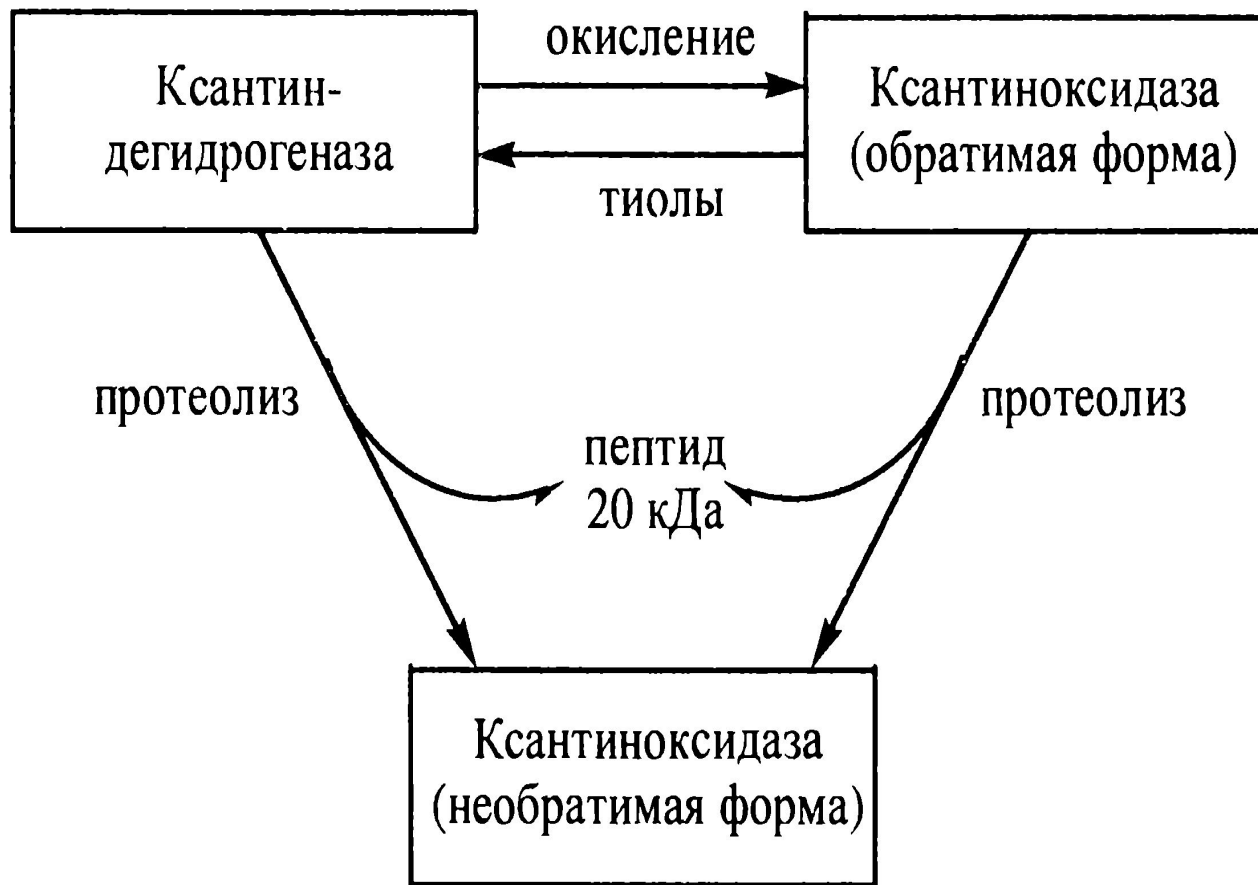 окисление
Ксантин-
дегидрогеназа
Ксантиноксидаза
(обратимая форма)
тиолы
протеолиз
протеолиз
пептид
20 кДа
Ксантиноксидаза
(необратимая форма)